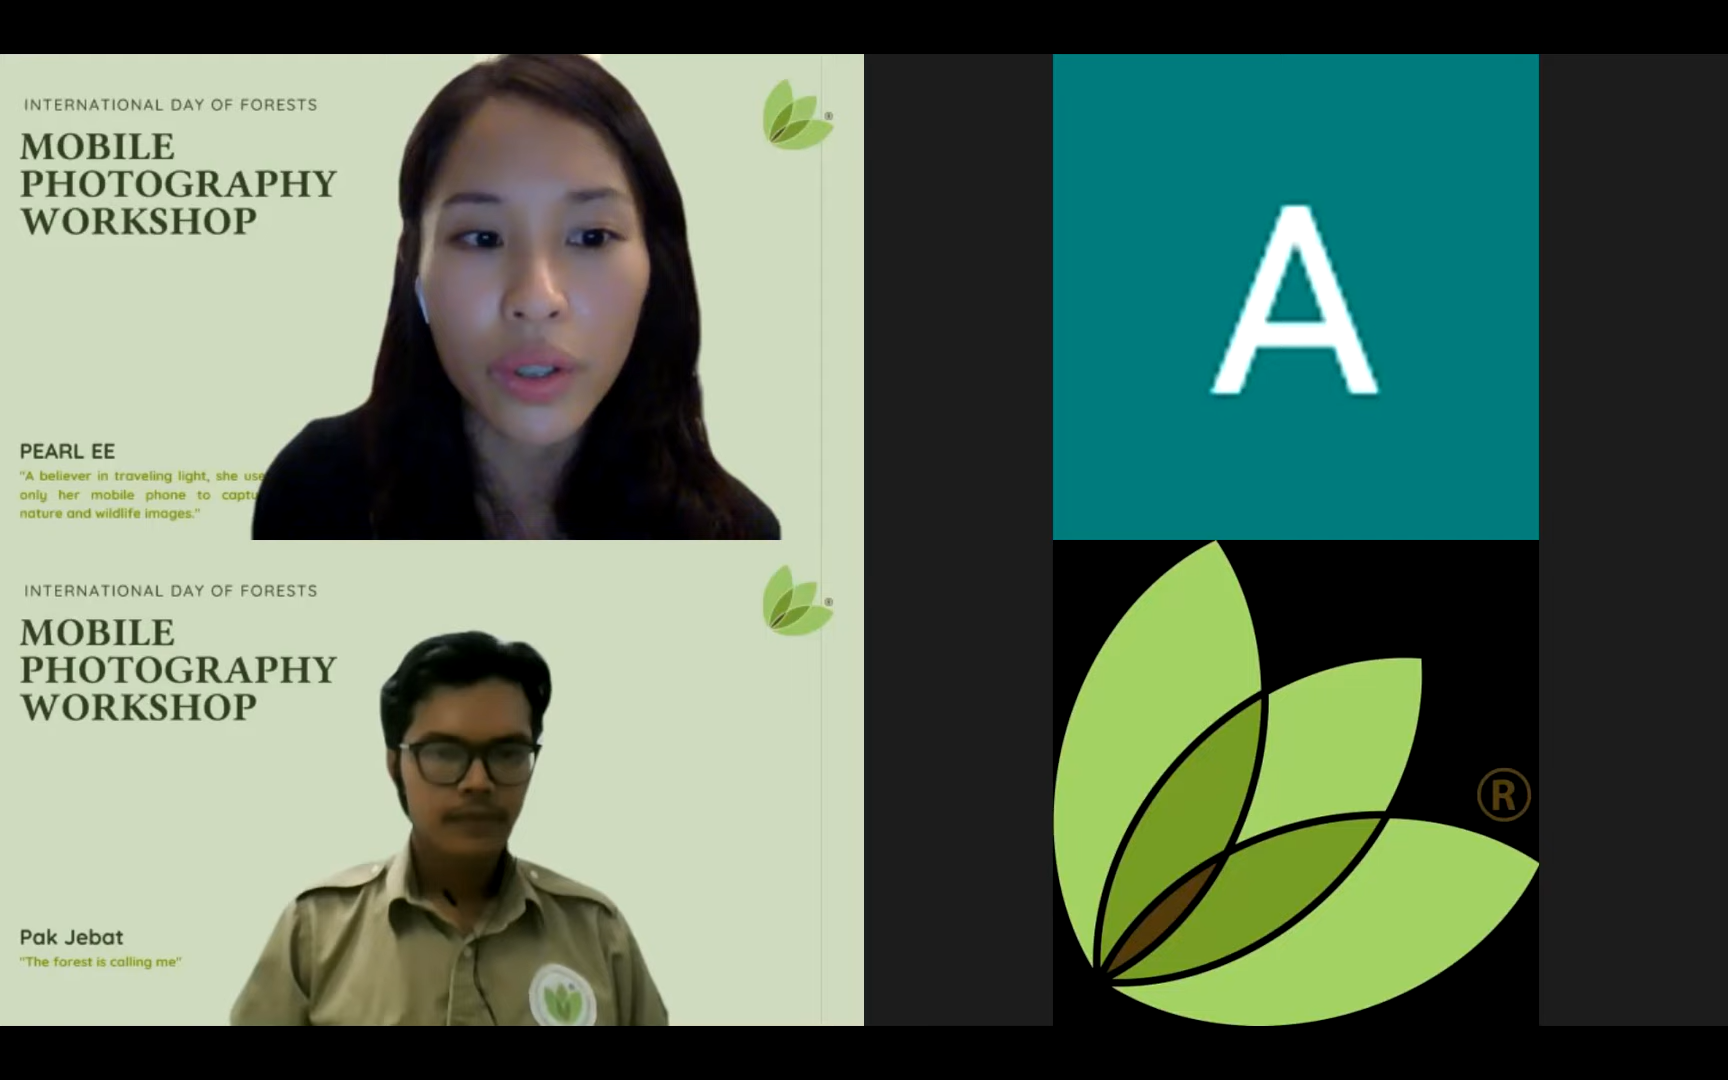 INTERNATIONAL DAY OF FORESTS
MOBILE
PHOTOGRAPHY
WORKSHOP
PEARL EE
"A believer in traveling light, she use
only her mobile phone to captu
nature and wildlife images."
®
A
INTERNATIONAL DAY OF FORESTS
MOBILE
PHOTOGRAPHY
WORKSHOP
Pak Jebat
"The forest is calling me"
®
®